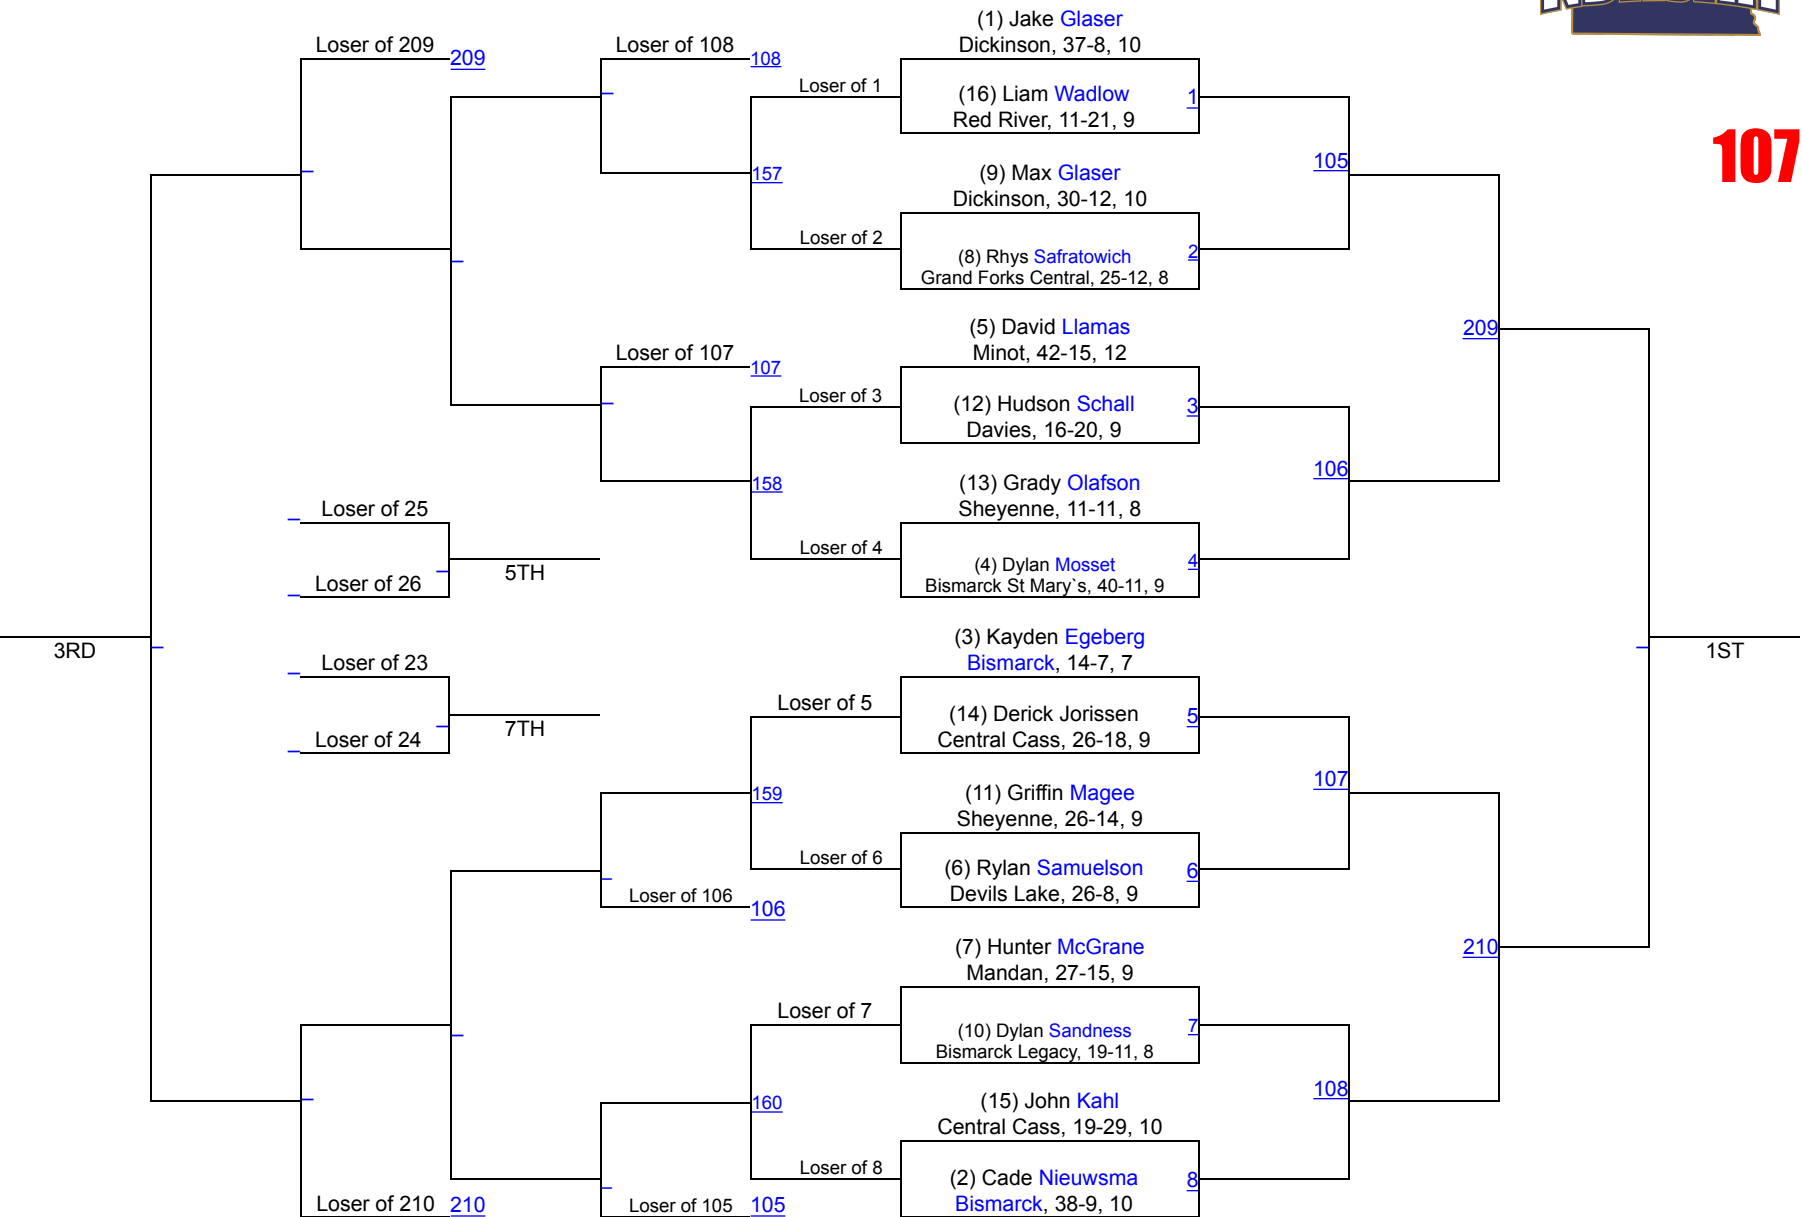 (1) Jake Glaser
Dickinson, 37-8, 10
Loser of 209
209
Loser of 108
108
Loser of 1
(16) Liam Wadlow
Red River, 11-21, 9
1
107
105
157
(9) Max Glaser
Dickinson, 30-12, 10
Loser of 2
(8) Rhys Safratowich
Grand Forks Central, 25-12, 8
2
209
(5) David Llamas
Minot, 42-15, 12
Loser of 107
107
Loser of 3
(12) Hudson Schall
Davies, 16-20, 9
3
106
158
(13) Grady Olafson
Sheyenne, 11-11, 8
Loser of 25
Loser of 26
5TH
Loser of 4
(4) Dylan Mosset
Bismarck St Mary`s, 40-11, 9
4
3RD
1ST
(3) Kayden Egeberg
Bismarck, 14-7, 7
Loser of 23
Loser of 24
7TH
Loser of 5
(14) Derick Jorissen
Central Cass, 26-18, 9
5
107
159
(11) Griffin Magee
Sheyenne, 26-14, 9
Loser of 6
(6) Rylan Samuelson
Devils Lake, 26-8, 9
6
Loser of 106
106
210
(7) Hunter McGrane
Mandan, 27-15, 9
Loser of 7
(10) Dylan Sandness
Bismarck Legacy, 19-11, 8
7
108
160
(15) John Kahl
Central Cass, 19-29, 10
Loser of 8
(2) Cade Nieuwsma
Bismarck, 38-9, 10
8
Loser of 210
210
Loser of 105
105